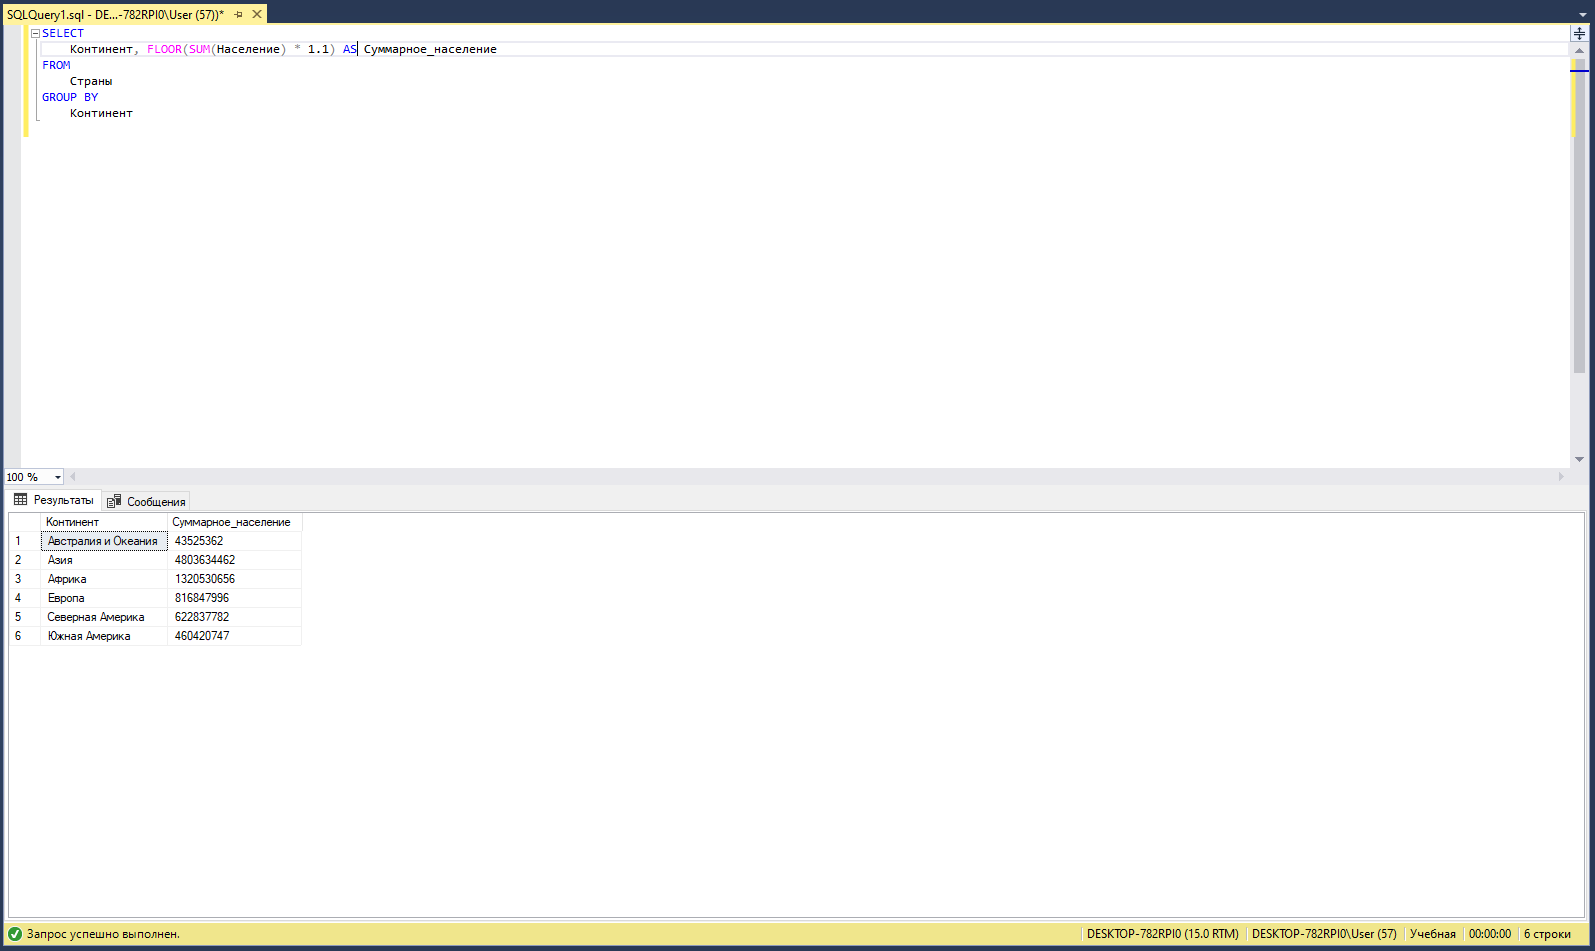 SQLQuery1.sql - DE...-782RPI0\User (57))*
SELECT
Континент, FLOOR(SUM(Население) * 1.1) AS Суммарное_население
FROM
Страны
GROUP BY
Континент
100 %
Результаты Сообщения
Континент Суммарное_население
1 Австралия и Океания 43525362
2 Азия 4803634462
3 Африка 1320530656
4 Европа 816847996
5 Северная Америка 622837782
6 Южная Америка 460420747
Запрос успешно выполнен. DESKTOP-782RPI0 (15.0 RTM) DESKTOP-782RPI0\User (57) Учебная 00:00:00 6 строки